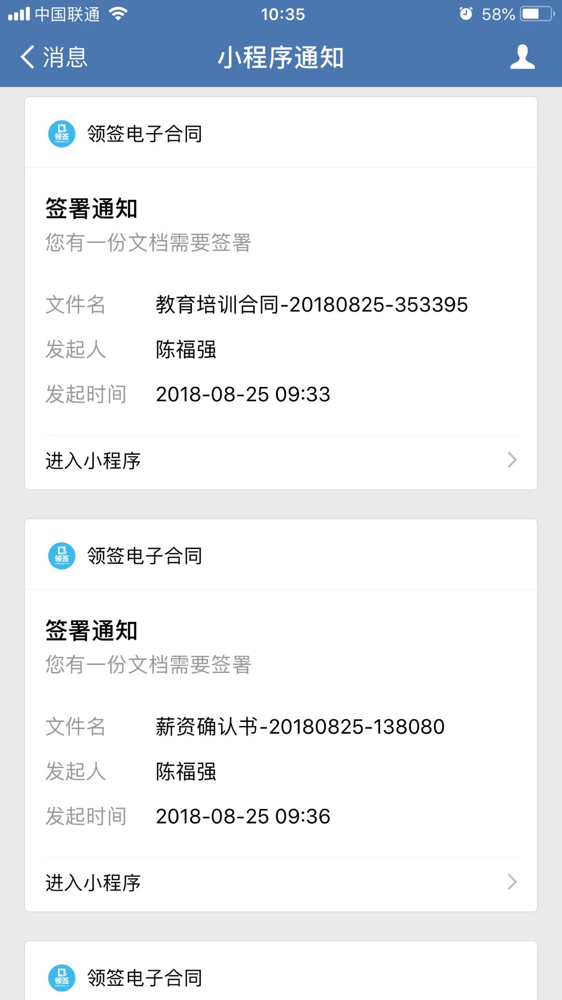 中国联通 10:35 58%
消息 小程序通知
领签 领签电子合同
签署通知
您有一份文档需要签署
文件名 教育培训合同-20180825-353395
发起人 陈福强
发起时间 2018-08-25 09:33
进入小程序
领签 领签电子合同
签署通知
您有一份文档需要签署
文件名 薪资确认书-20180825-138080
发起人 陈福强
发起时间 2018-08-25 09:36
进入小程序
领签 领签电子合同